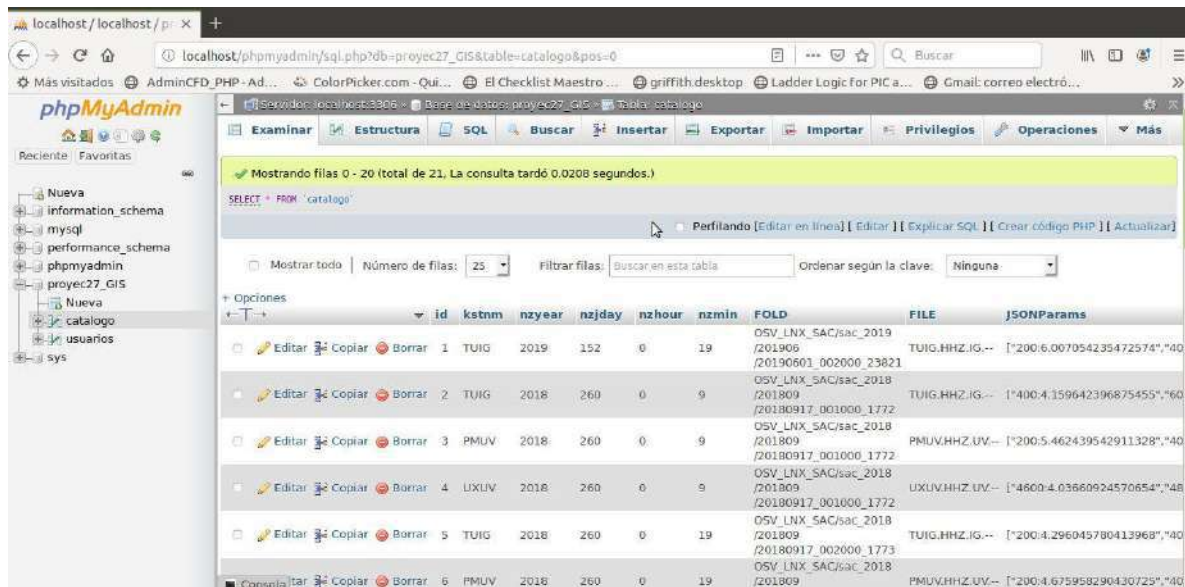 localhost / localhost / pr ×
localhost/phpmyadmin/sql.php?db=proyec27_GIS&table=catalogo&pos=0
Buscar
Más visitados AdminCFD_PHP - Ad... ColorPicker.com - Qui... El Checklist Maestro ... griffith desktop Ladder Logic for PIC a... Gmail: correo electró...
phpMyAdmin
Reciente Favoritas
Nueva
information_schema
mysql
performance_schema
phpmyadmin
proyec27_GIS
Nueva
catalogo
usuarios
sys
Servidor: localhost:3306 » Base de datos: proyec27_GIS » Tabla: catalogo
Examinar Estructura SQL Buscar Insertar Exportar Importar Privilegios Operaciones Más
Mostrando filas 0 - 20 (total de 21, La consulta tardó 0.0208 segundos.)
SELECT * FROM `catalogo`
Perfilando [Editar en línea] [ Editar ] [ Explicar SQL ] [ Crear código PHP ] [ Actualizar]
Mostrar todo | Número de filas: 25 Filtrar filas: Buscar en esta tabla Ordenar según la clave: Ninguna
+ Opciones
id kstnm nzyear nzjday nzhour nzmin FOLD FILE JSONParams
OSV_LNX_SAC/sac_2019
Editar Copiar Borrar 1 TUIG 2019 152 0 19 /201906 TUIG.HHZ.IG.-- ["200:6.007054235472574","40
/20190601_002000_23821
OSV_LNX_SAC/sac_2018
Editar Copiar Borrar 2 TUIG 2018 260 0 9 /201809 TUIG.HHZ.IG.-- ["400:4.159642396875455","60
/20180917_001000_1772
OSV_LNX_SAC/sac_2018
Editar Copiar Borrar 3 PMUV 2018 260 0 9 /201809 PMUV.HHZ.UV.-- ["200:5.462439542911328","40
/20180917_001000_1772
OSV_LNX_SAC/sac_2018
Editar Copiar Borrar 4 UXUV 2018 260 0 9 /201809 UXUV.HHZ.UV.-- ["4600:4.03660924570654","48
/20180917_001000_1772
OSV_LNX_SAC/sac_2018
Editar Copiar Borrar 5 TUIG 2018 260 0 19 /201809 TUIG.HHZ.IG.-- ["200:4.296045780413968","40
/20180917_002000_1773
OSV_LNX_SAC/sac_2018
Consola tar Copiar Borrar 6 PMUV 2018 260 0 19 /201809 PMUV.HHZ.UV.-- ["200:4.675958290430725","40